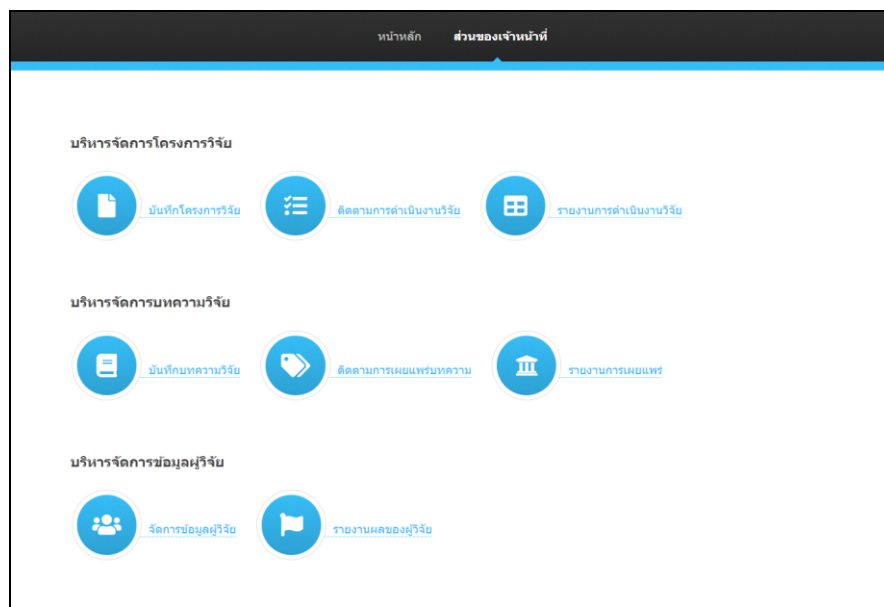 หน้าหลัก ส่วนของเจ้าหน้าที่
บริหารจัดการโครงการวิจัย
บันทึกโครงการวิจัย ติดตามการดำเนินงานวิจัย รายงานการดำเนินงานวิจัย
บริหารจัดการบทความวิจัย
บันทึกบทความวิจัย ติดตามการเผยแพร่บทความ รายงานการเผยแพร่
บริหารจัดการข้อมูลผู้วิจัย
จัดการข้อมูลผู้วิจัย รายงานผลของผู้วิจัย